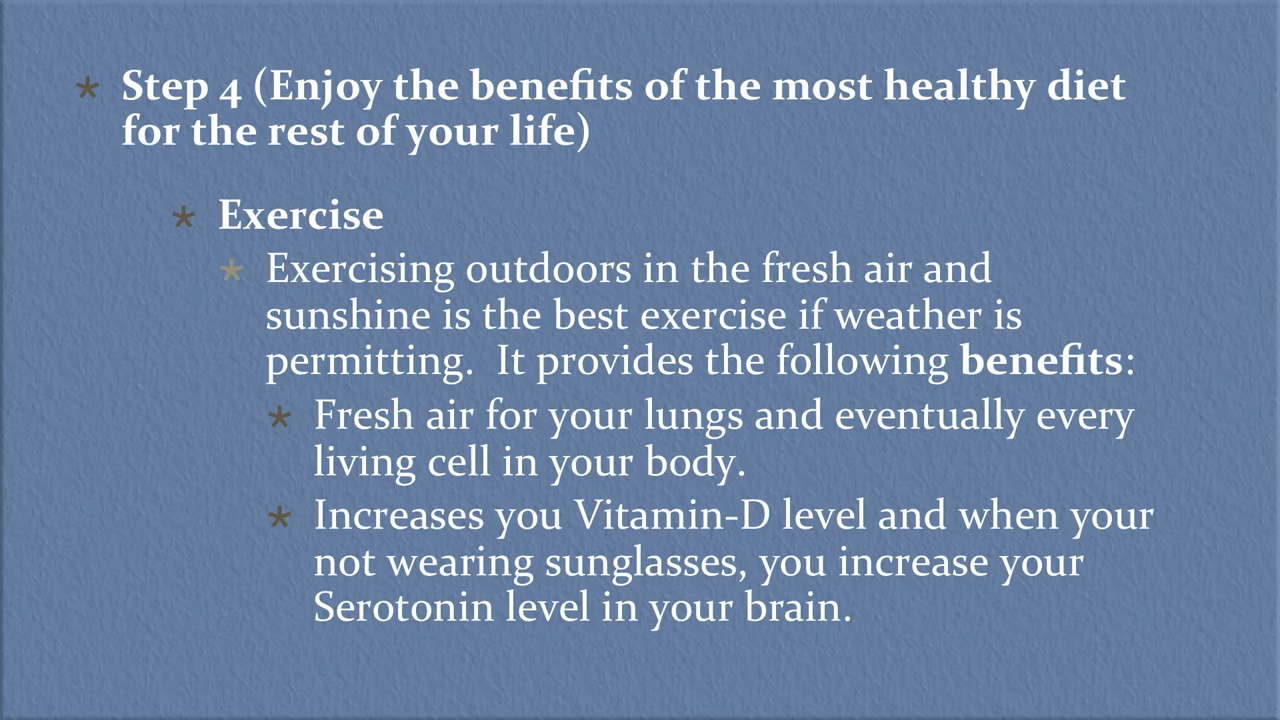 * Step 4 (Enjoy the benefits of the most healthy diet
for the rest of your life)
* Exercise
* Exercising outdoors in the fresh air and
sunshine is the best exercise if weather is
permitting.  It provides the following benefits:
* Fresh air for your lungs and eventually every
living cell in your body.
* Increases you Vitamin-D level and when your
not wearing sunglasses, you increase your
Serotonin level in your brain.